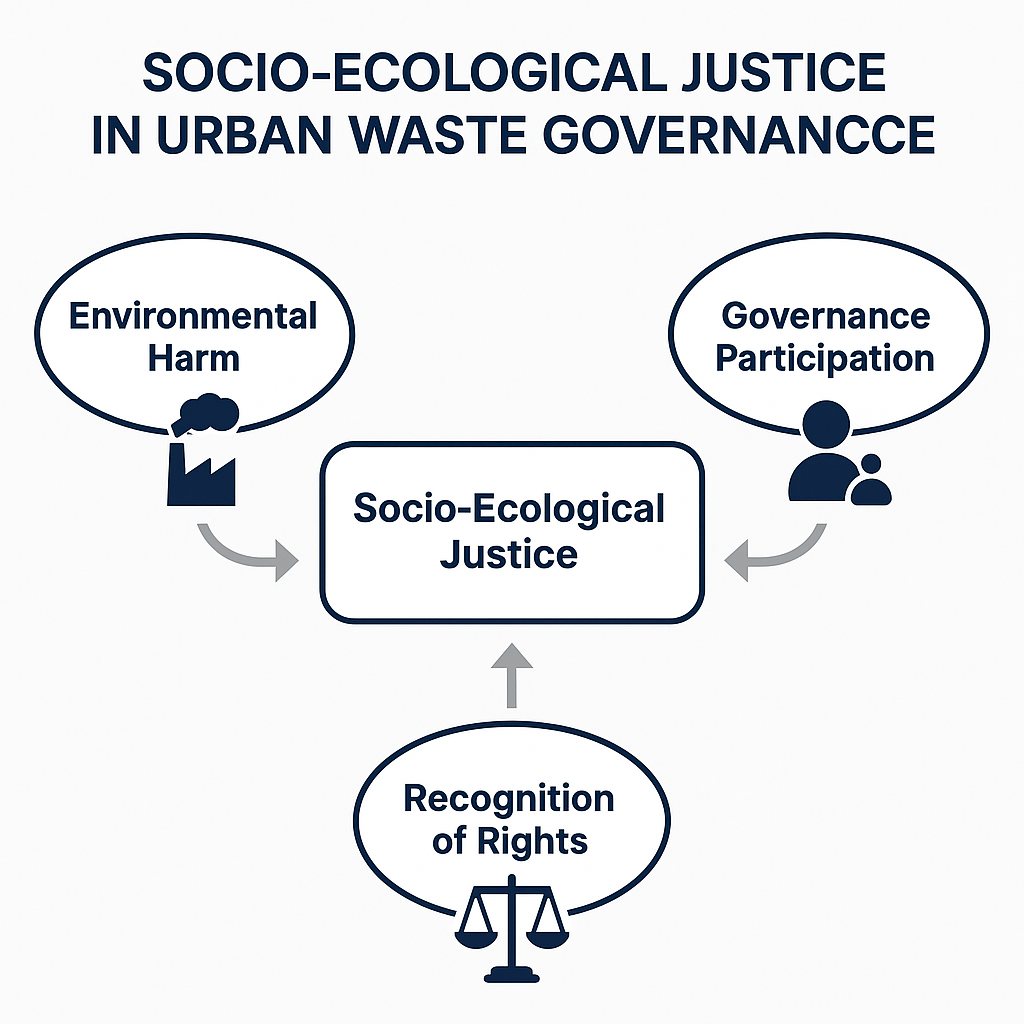 SOCIO-ECOLOGICAL JUSTICE
IN URBAN WASTE GOVERNANCCE
Environmental
Harm
Governance
Participation
Socio-Ecological
Justice
Recognition
of Rights